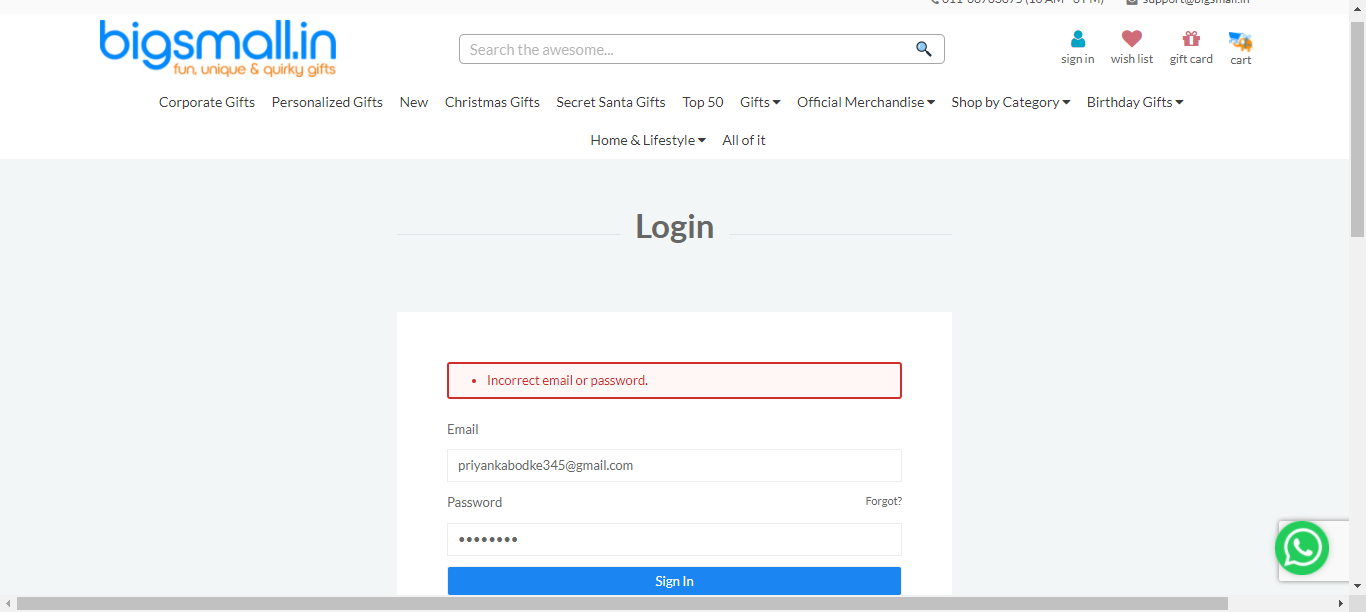 support@bigsmall.in
bigsmall.in
fun, unique & quirky gifts
Search the awesome...
sign in
wish list
gift card
cart
Corporate Gifts
Personalized Gifts
New
Christmas Gifts
Secret Santa Gifts
Top 50
Gifts
Official Merchandise
Shop by Category
Birthday Gifts
Home & Lifestyle
All of it
Login
Incorrect email or password.
Email
priyankabodke345@gmail.com
Password
Forgot?
Sign In